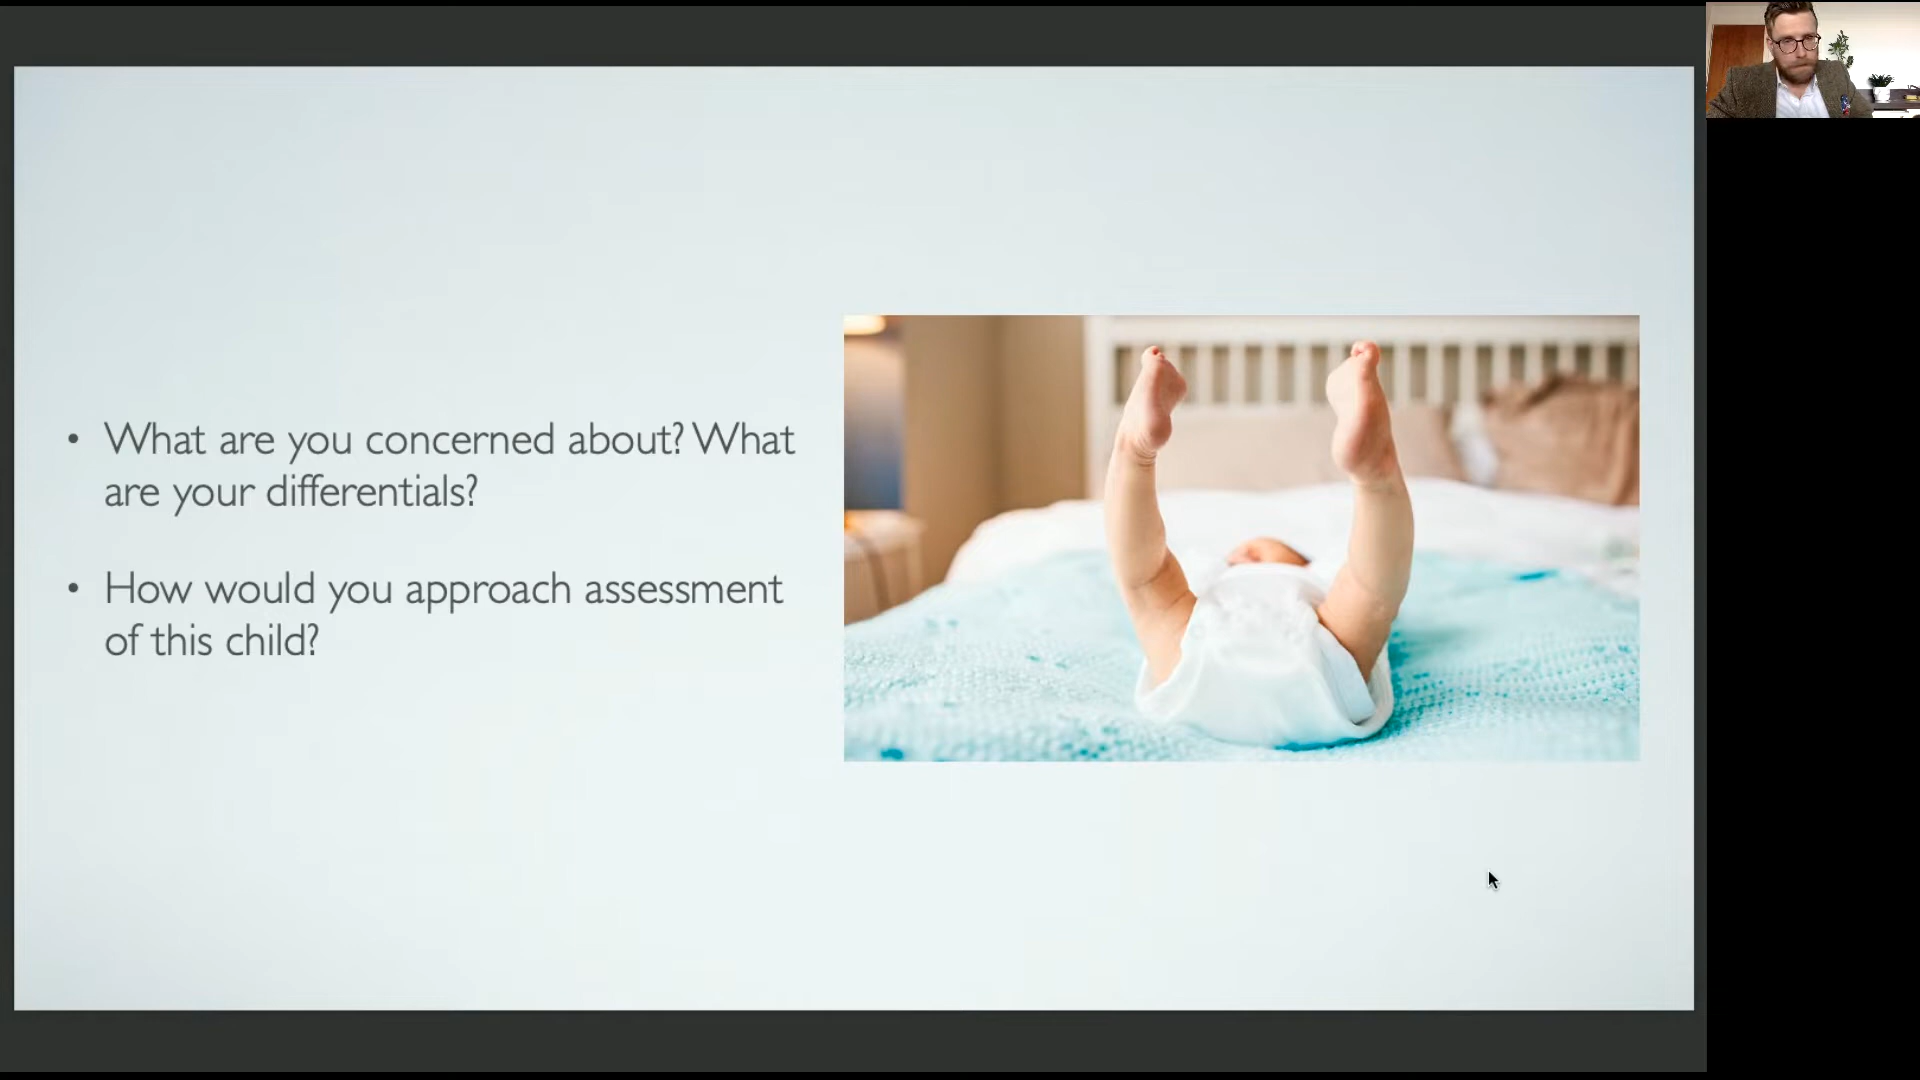 • What are you concerned about? What
are your differentials?
• How would you approach assessment
of this child?